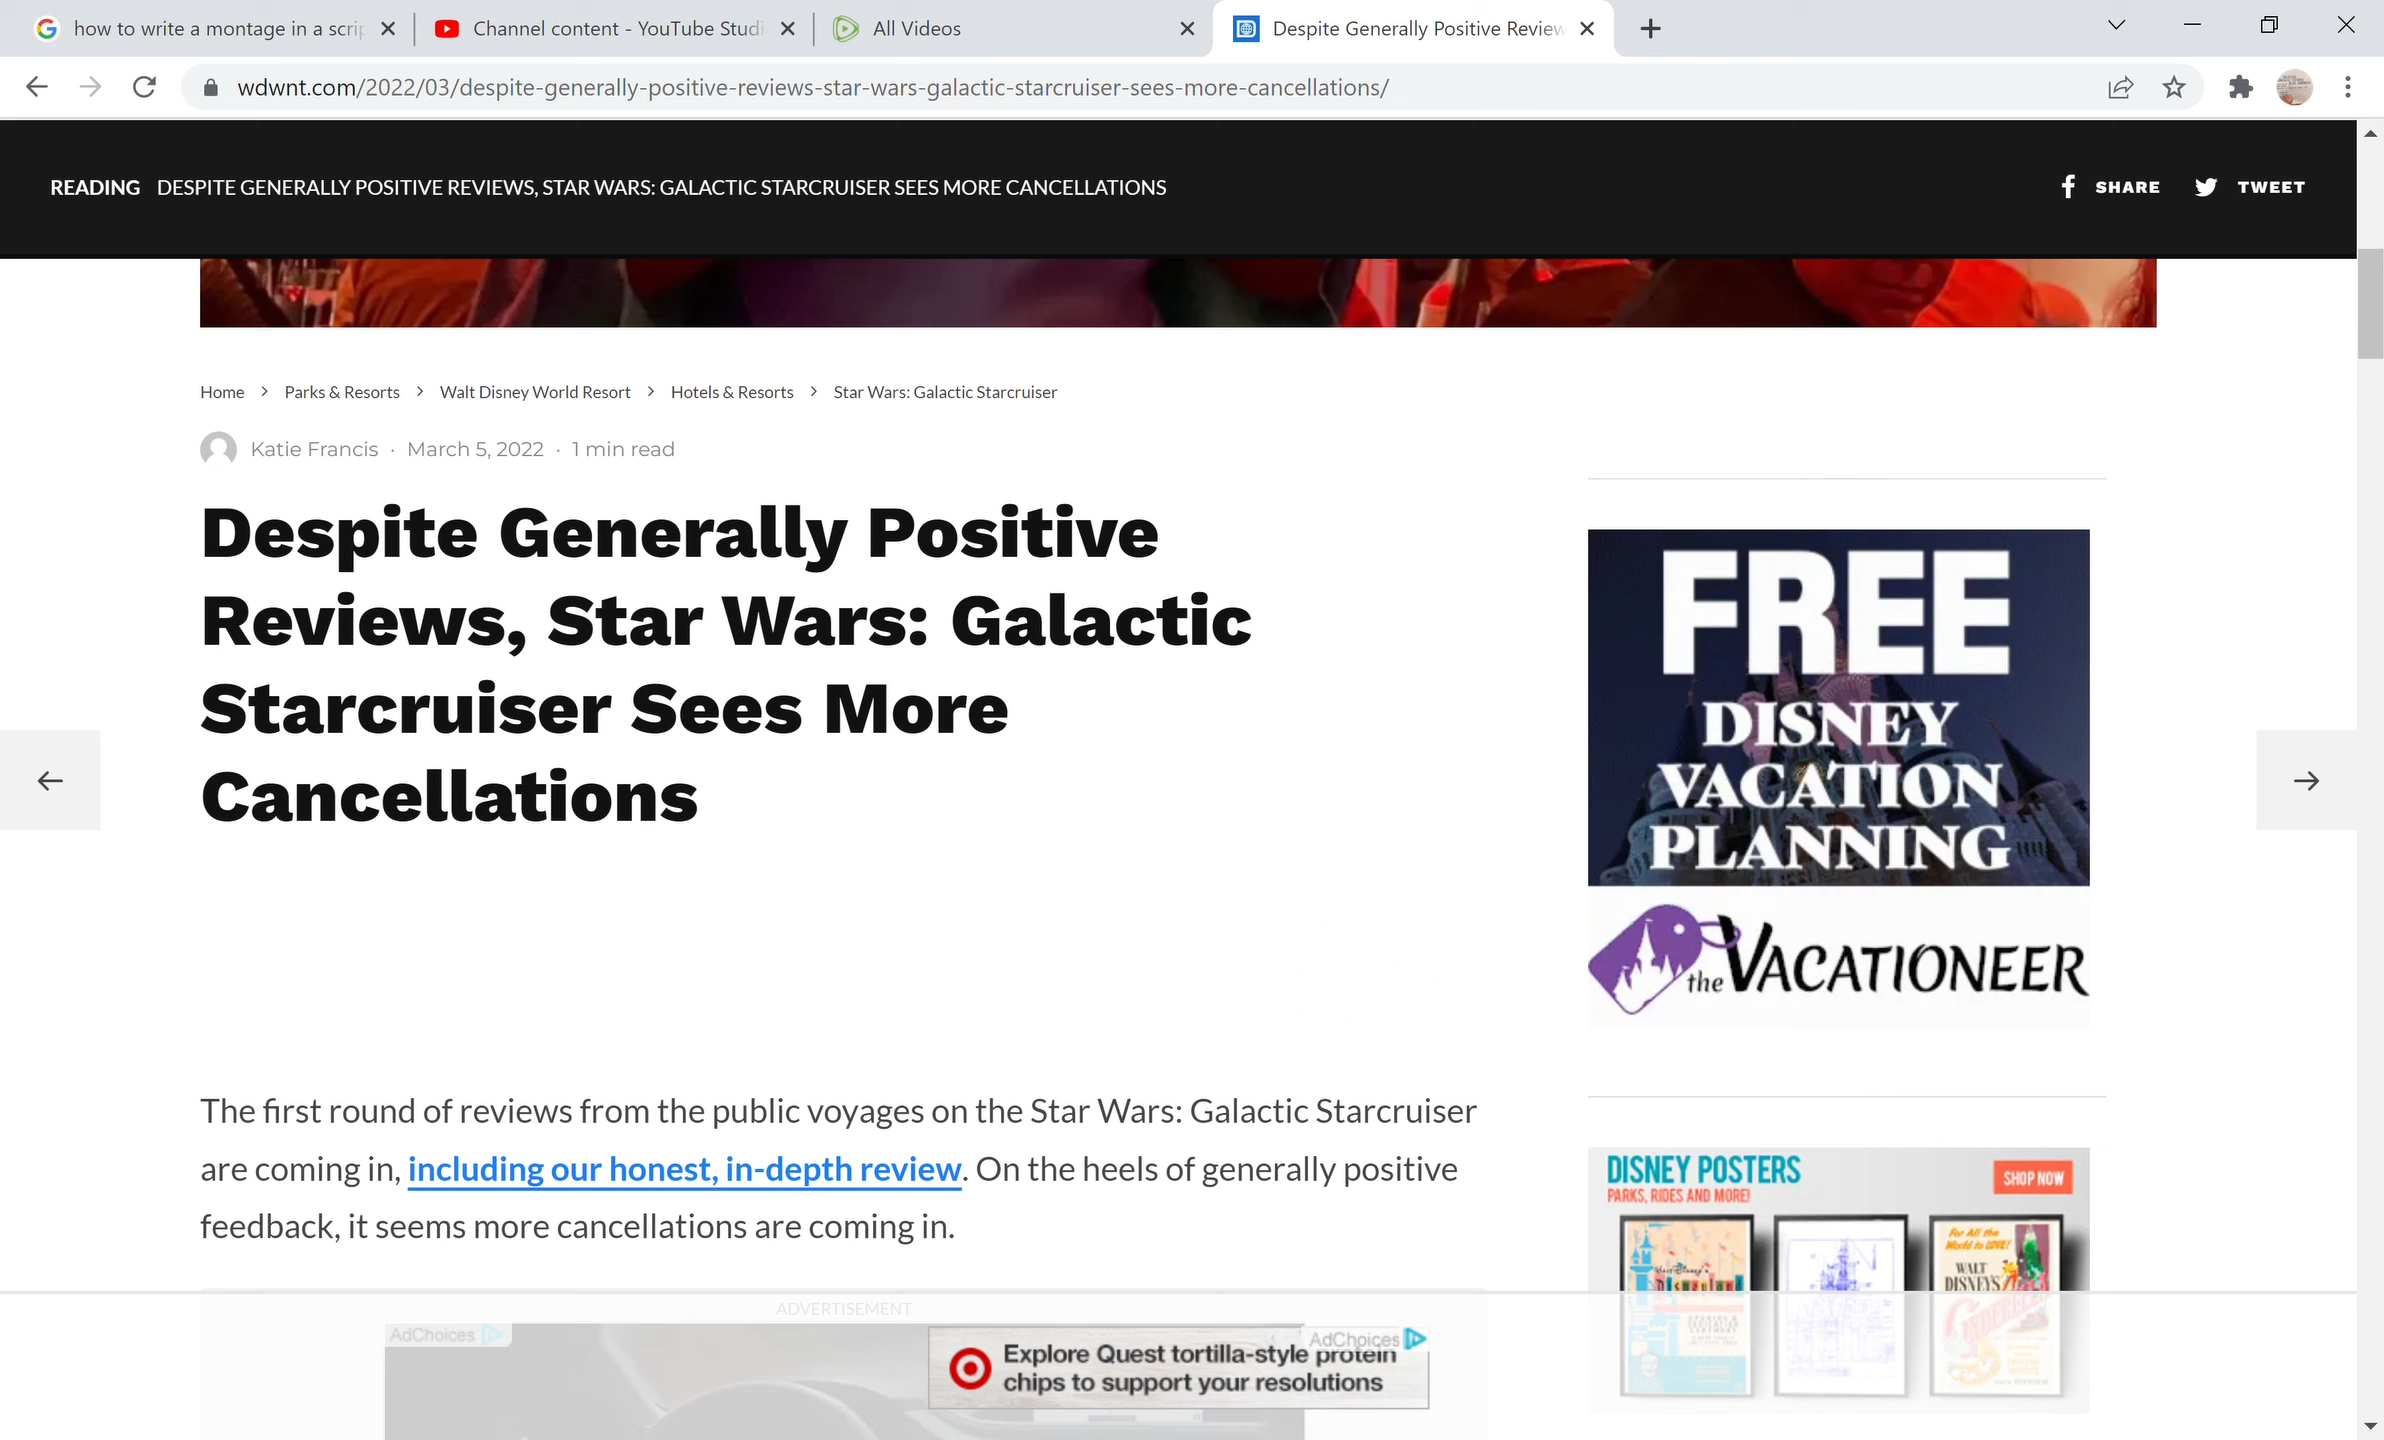 how to write a montage in a scrip
Channel content - YouTube Studi
All Videos
Despite Generally Positive Review
wdwnt.com/2022/03/despite-generally-positive-reviews-star-wars-galactic-starcruiser-sees-more-cancellations/
READING DESPITE GENERALLY POSITIVE REVIEWS, STAR WARS: GALACTIC STARCRUISER SEES MORE CANCELLATIONS
SHARE
TWEET
Home > Parks & Resorts > Walt Disney World Resort > Hotels & Resorts > Star Wars: Galactic Starcruiser
Katie Francis · March 5, 2022 · 1 min read
Despite Generally Positive
Reviews, Star Wars: Galactic
Starcruiser Sees More
Cancellations
FREE
DISNEY
VACATION
PLANNING
the VACATIONEER
The first round of reviews from the public voyages on the Star Wars: Galactic Starcruiser
are coming in, including our honest, in-depth review. On the heels of generally positive
feedback, it seems more cancellations are coming in.
DISNEY POSTERS
PARKS, RIDES AND MORE!
SHOP NOW
For All the
World to LOVE!
WALT
DISNEY'S
CINDERELLA
ADVERTISEMENT
AdChoices
AdChoices
Explore Quest tortilla-style protein
chips to support your resolutions